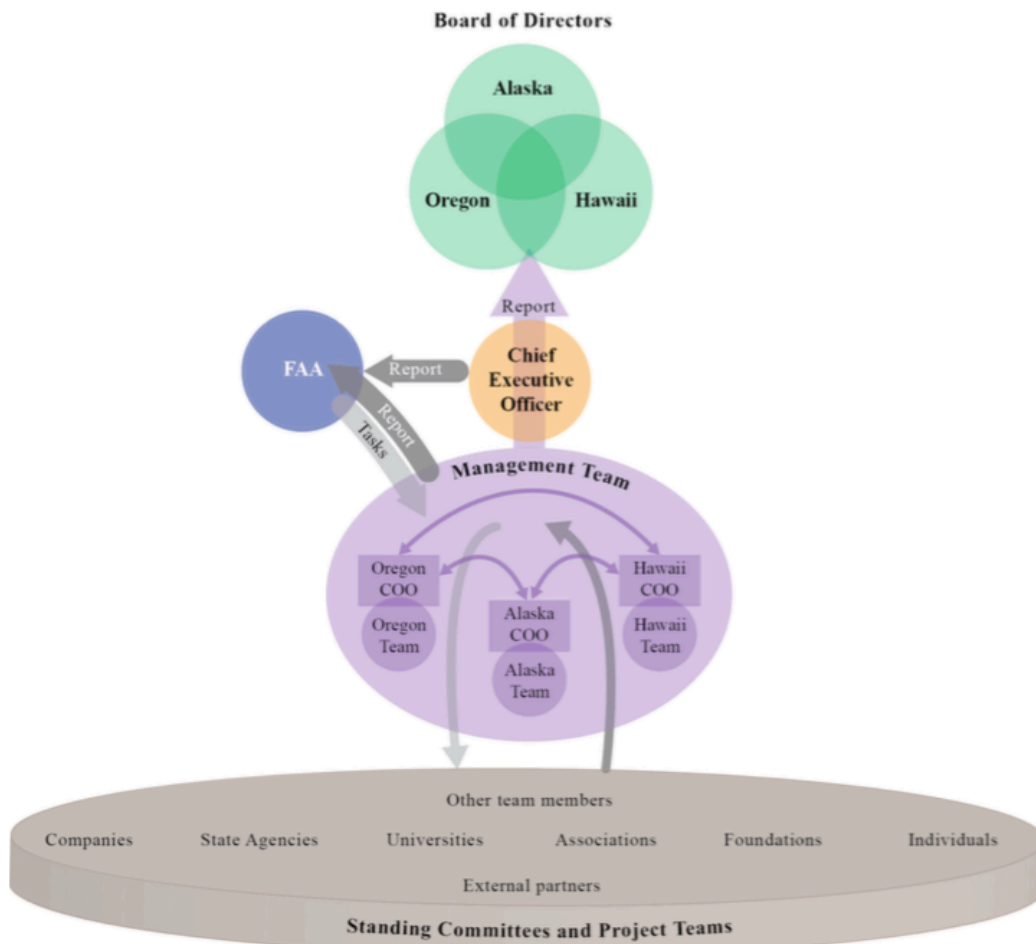 Board of Directors
Alaska
Oregon
Hawaii
Report
FAA
Report
Chief
Executive
Officer
Report
Tasks
Management Team
Oregon
COO
Oregon
Team
Alaska
COO
Alaska
Team
Hawaii
COO
Hawaii
Team
Other team members
Companies
State Agencies
Universities
Associations
Foundations
Individuals
External partners
Standing Committees and Project Teams